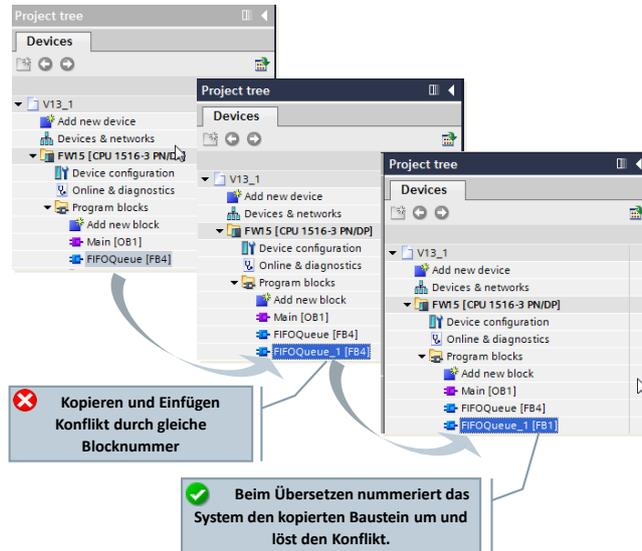 Project tree
Devices
V13_1
Add new device
Devices & networks
FW15 [CPU 1516-3 PN/DP]
Device configuration
Online & diagnostics
Program blocks
Add new block
Main [OB1]
FIFOQueue [FB4]
Project tree
Devices
V13_1
Add new device
Devices & networks
FW15 [CPU 1516-3 PN/DP]
Device configuration
Online & diagnostics
Program blocks
Add new block
Main [OB1]
FIFOQueue [FB4]
FIFOQueue_1 [FB4]
Project tree
Devices
V13_1
Add new device
Devices & networks
FW15 [CPU 1516-3 PN/DP]
Device configuration
Online & diagnostics
Program blocks
Add new block
Main [OB1]
FIFOQueue [FB4]
FIFOQueue_1 [FB1]
Kopieren und Einfügen
Konflikt durch gleiche
Blocknummer
Beim Übersetzen nummeriert das
System den kopierten Baustein um und
löst den Konflikt.